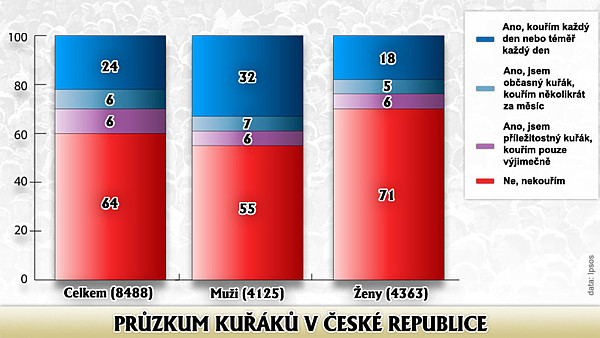 100
80
60
40
20
0
24
6
6
64
32
7
6
55
18
5
6
71
Celkem (8488)
Muži (4125)
Ženy (4363)
Ano, kouřím každý
den nebo téměř
každý den
Ano, jsem
občasný kuřák,
kouřím několikrát
za měsíc
Ano, jsem
příležitostný kuřák,
kouřím pouze
výjimečně
Ne, nekouřím
data: Ipsos
PRŮZKUM KUŘÁKŮ V ČESKÉ REPUBLICE